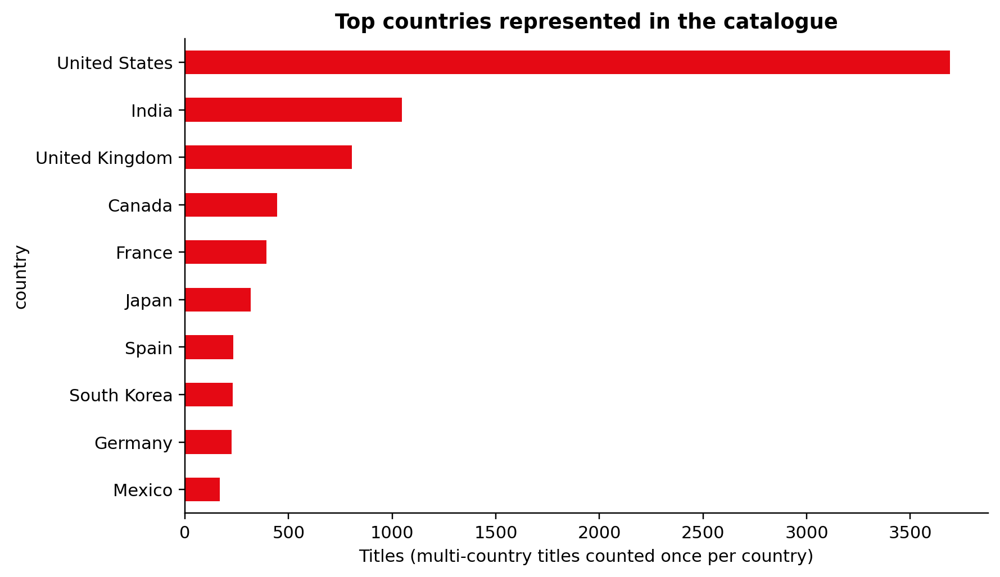 Top countries represented in the catalogue
United States
India
United Kingdom
Canada
France
Japan
Spain
South Korea
Germany
Mexico
country
0 500 1000 1500 2000 2500 3000 3500
Titles (multi-country titles counted once per country)